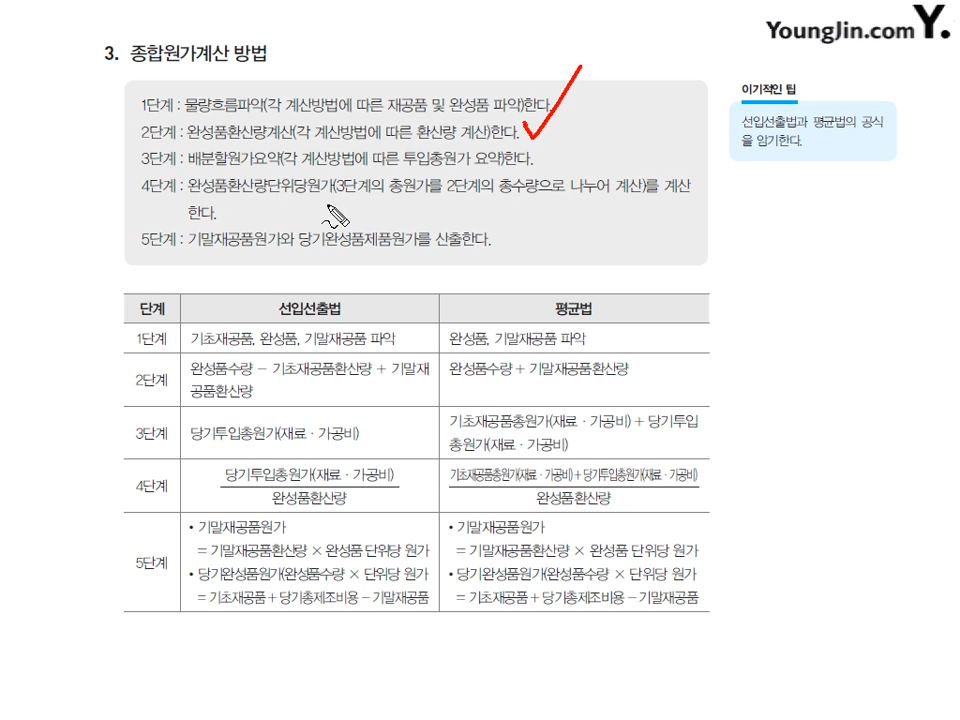 YoungJin.com Y.
3. 종합원가계산 방법
이기적인 팁
선입선출법과 평균법의 공식
을 암기한다.
1단계 : 물량흐름파악(각 계산방법에 따른 재공품 및 완성품 파악)한다.
2단계 : 완성품환산량계산(각 계산방법에 따른 환산량 계산)한다.
3단계 : 배분할원가요약(각 계산방법에 따른 투입총원가 요약)한다.
4단계 : 완성품환산량단위당원가(3단계의 총원가를 2단계의 총수량으로 나누어 계산)를 계산
한다.
5단계 : 기말재공품원가와 당기완성품제품원가를 산출한다.
단계 선입선출법 평균법
1단계 기초재공품, 완성품, 기말재공품 파악 완성품, 기말재공품 파악
2단계 완성품수량 − 기초재공품환산량 + 기말재
공품환산량 완성품수량 + 기말재공품환산량
3단계 당기투입총원가(재료 · 가공비) 기초재공품총원가(재료 · 가공비) + 당기투입
총원가(재료 · 가공비)
4단계 당기투입총원가(재료 · 가공비) 기초재공품총원가(재료 · 가공비) + 당기투입총원가(재료 · 가공비)
완성품환산량 완성품환산량
5단계
• 기말재공품원가
= 기말재공품환산량 × 완성품 단위당 원가
• 당기완성품원가(완성품수량 × 단위당 원가
= 기초재공품 + 당기총제조비용 − 기말재공품
• 기말재공품원가
= 기말재공품환산량 × 완성품 단위당 원가
• 당기완성품원가(완성품수량 × 단위당 원가
= 기초재공품 + 당기총제조비용 − 기말재공품